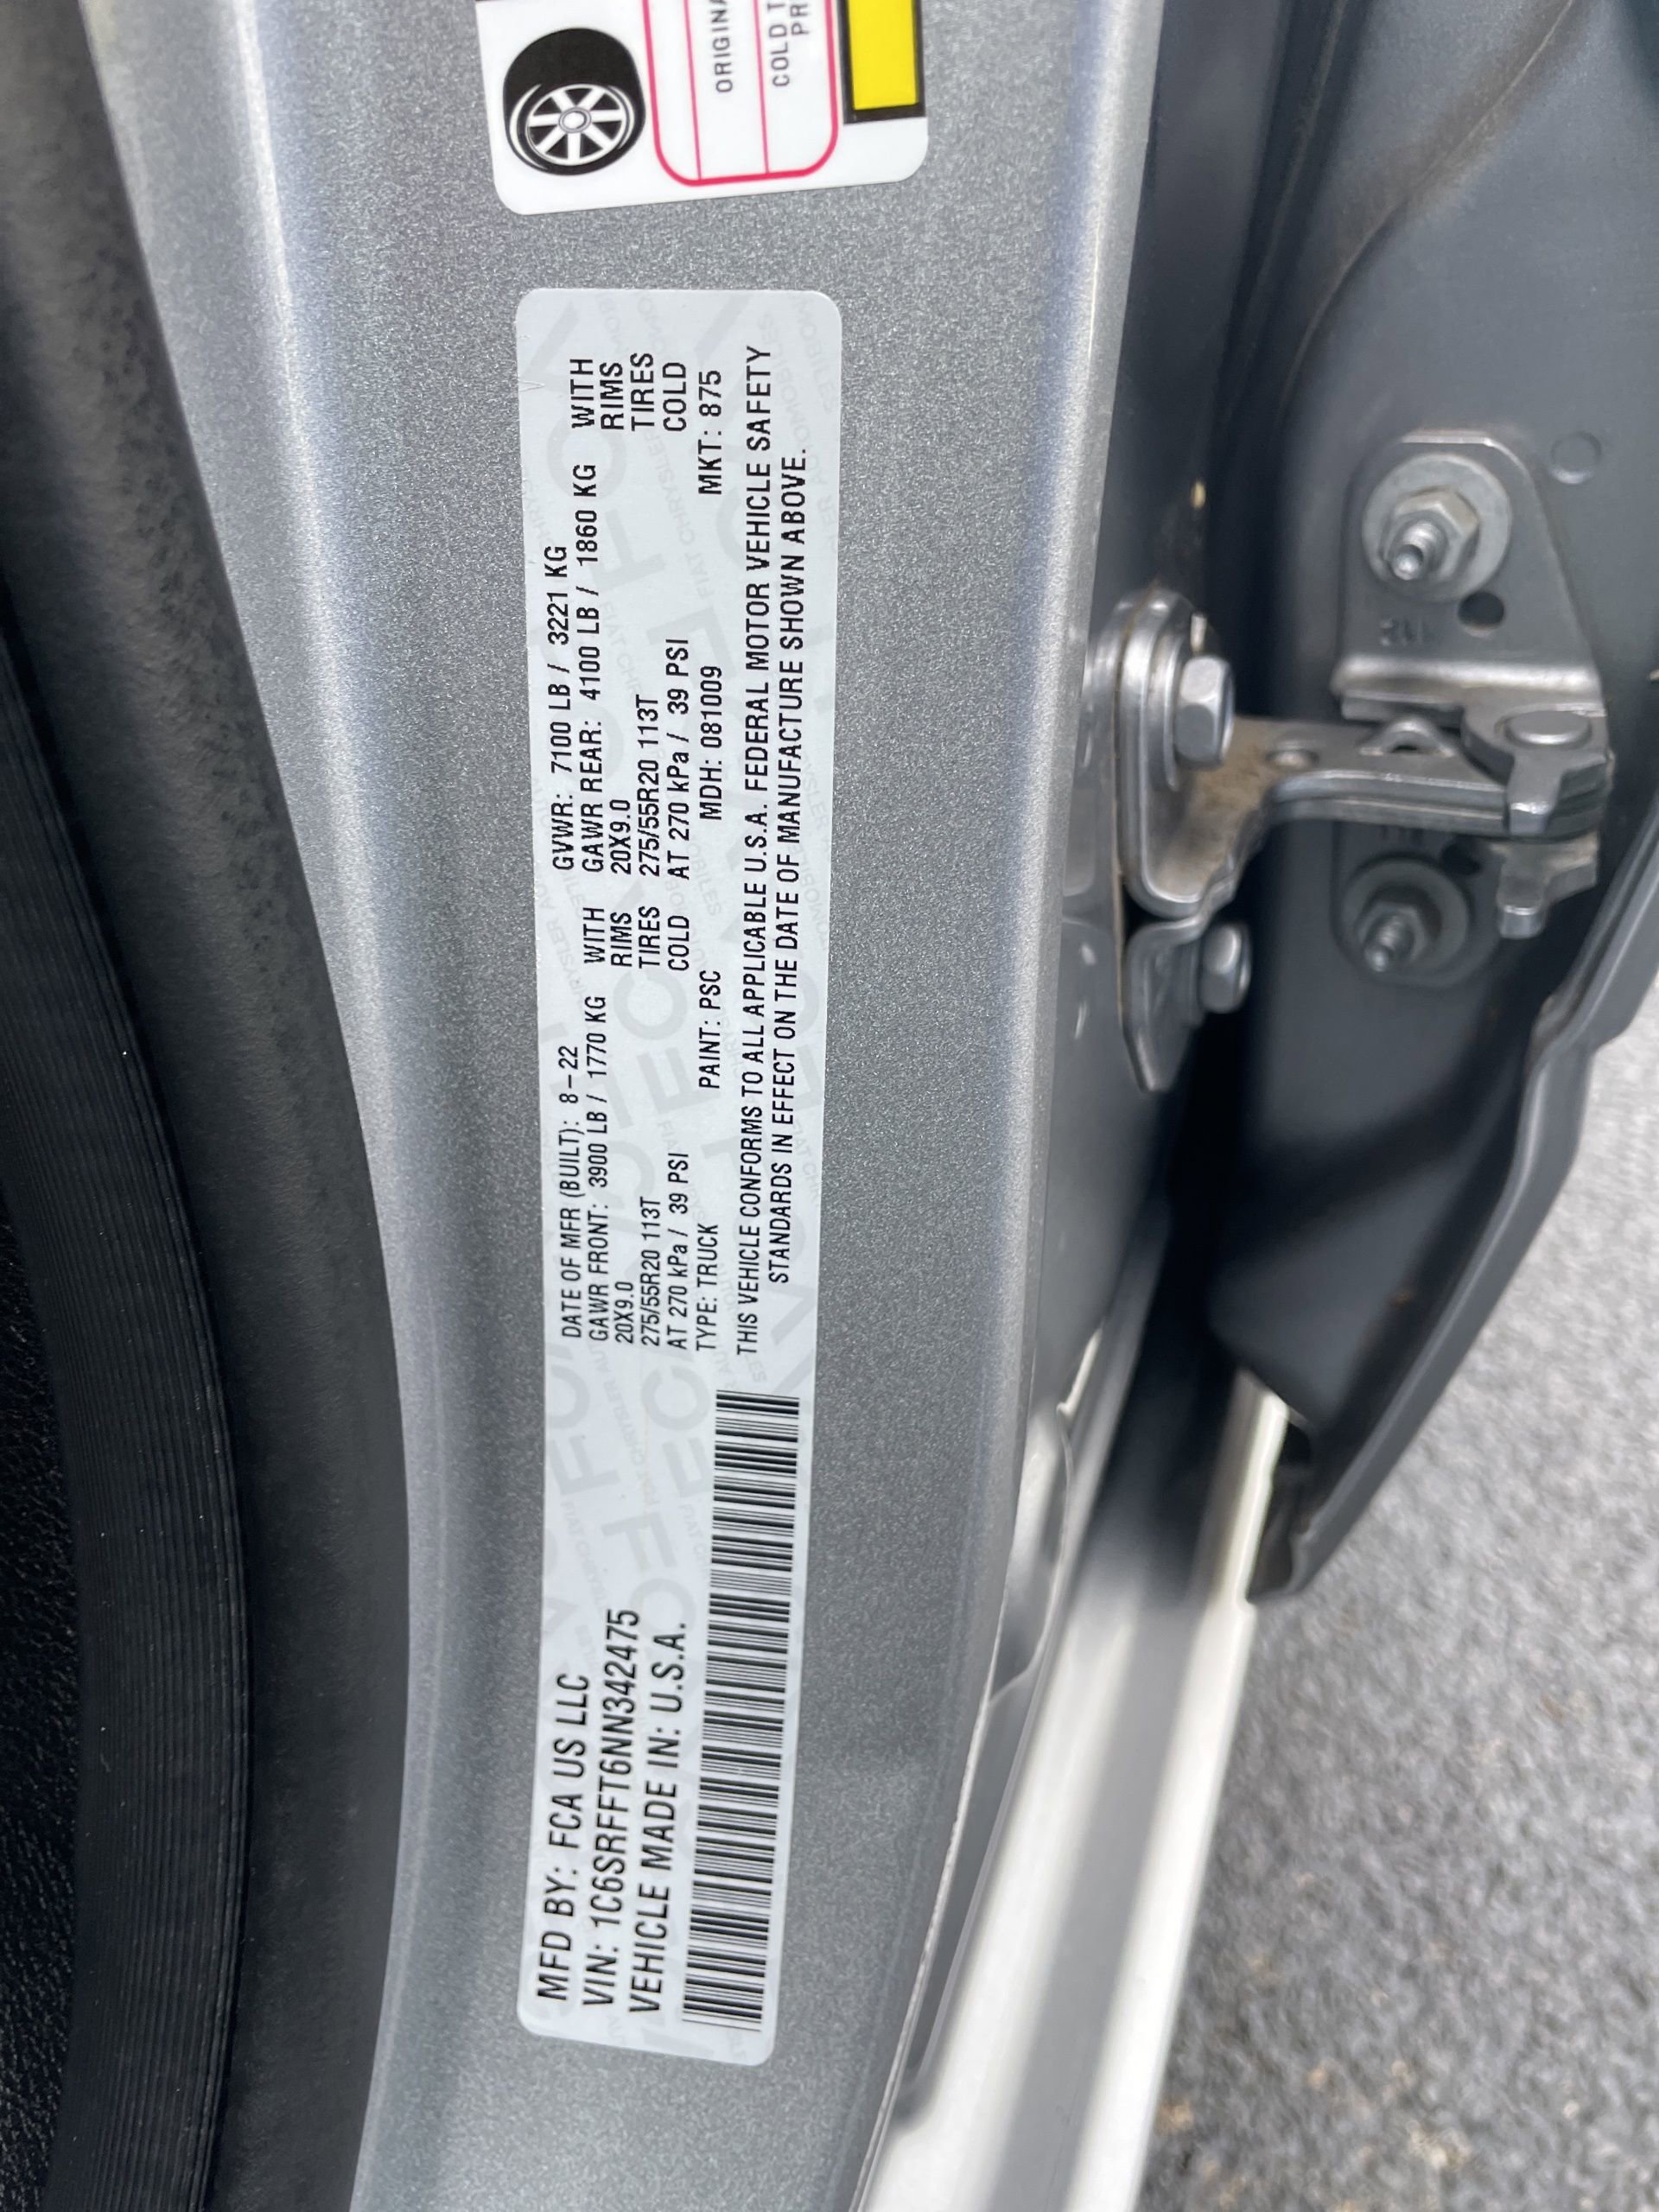 MFD BY: FCA US LLC
VIN: 1C6SRFFT6NN342475
VEHICLE MADE IN: U.S.A.
DATE OF MFR (BUILT): 8-22 GVWR: 7100 LB / 3221 KG
GAWR FRONT: 3900 LB / 1770 KG WITH GAWR REAR: 4100 LB / 1860 KG WITH
20X9.0 RIMS 20X9.0 RIMS
275/55R20 113T TIRES 275/55R20 113T TIRES
AT 270 kPa / 39 PSI COLD AT 270 kPa / 39 PSI COLD
TYPE: TRUCK PAINT: PSC MDH: 081009 MKT: 875
THIS VEHICLE CONFORMS TO ALL APPLICABLE U.S.A. FEDERAL MOTOR VEHICLE SAFETY
STANDARDS IN EFFECT ON THE DATE OF MANUFACTURE SHOWN ABOVE.
ORIGINA
COLD T
PR